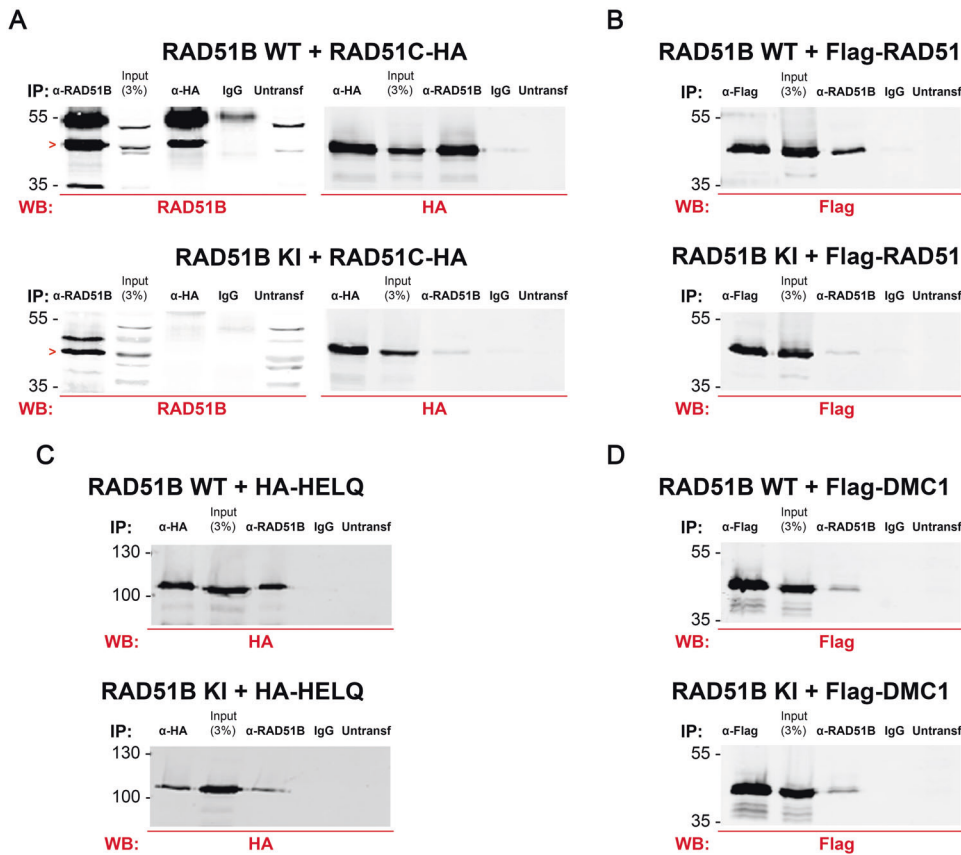 A
RAD51B WT + RAD51C-HA
IP: α-RAD51B Input (3%) α-HA IgG Untransf α-HA Input (3%) α-RAD51B IgG Untransf
55 -
>
35 -
WB: RAD51B HA
RAD51B KI + RAD51C-HA
IP: α-RAD51B Input (3%) α-HA IgG Untransf α-HA Input (3%) α-RAD51B IgG Untransf
55 -
>
35 -
WB: RAD51B HA
B
RAD51B WT + Flag-RAD51
IP: α-Flag Input (3%) α-RAD51B IgG Untransf
55 -
35 -
WB: Flag
RAD51B KI + Flag-RAD51
IP: α-Flag Input (3%) α-RAD51B IgG Untransf
55 -
35 -
WB: Flag
C
RAD51B WT + HA-HELQ
IP: α-HA Input (3%) α-RAD51B IgG Untransf
130 -
100 -
WB: HA
RAD51B KI + HA-HELQ
IP: α-HA Input (3%) α-RAD51B IgG Untransf
130 -
100 -
WB: HA
D
RAD51B WT + Flag-DMC1
IP: α-Flag Input (3%) α-RAD51B IgG Untransf
55 -
35 -
WB: Flag
RAD51B KI + Flag-DMC1
IP: α-Flag Input (3%) α-RAD51B IgG Untransf
55 -
35 -
WB: Flag